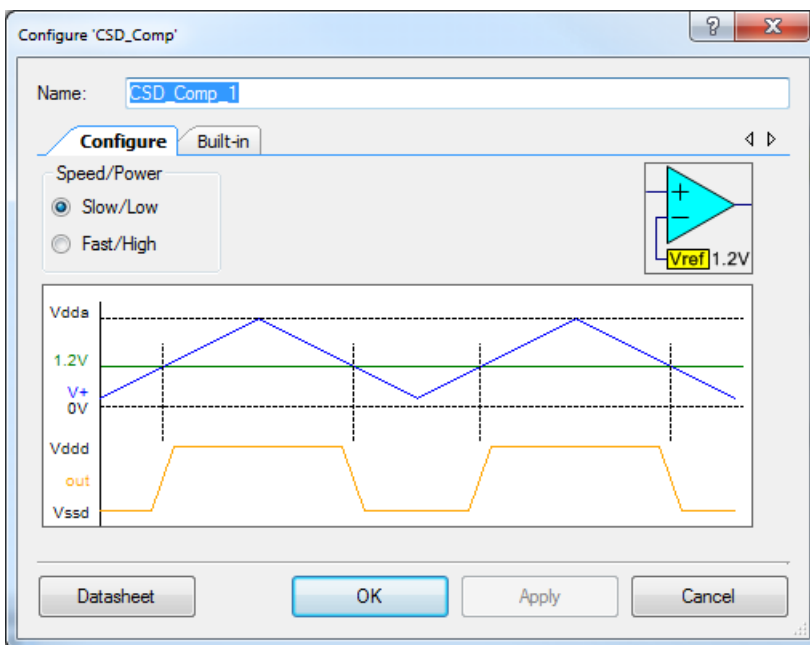 Configure 'CSD_Comp'
?
X
Name: CSD_Comp_1
Configure Built-in
Speed/Power
Slow/Low
Fast/High
+
−
Vref 1.2V
Vdda
1.2V
V+
0V
Vddd
out
Vssd
Datasheet OK Apply Cancel